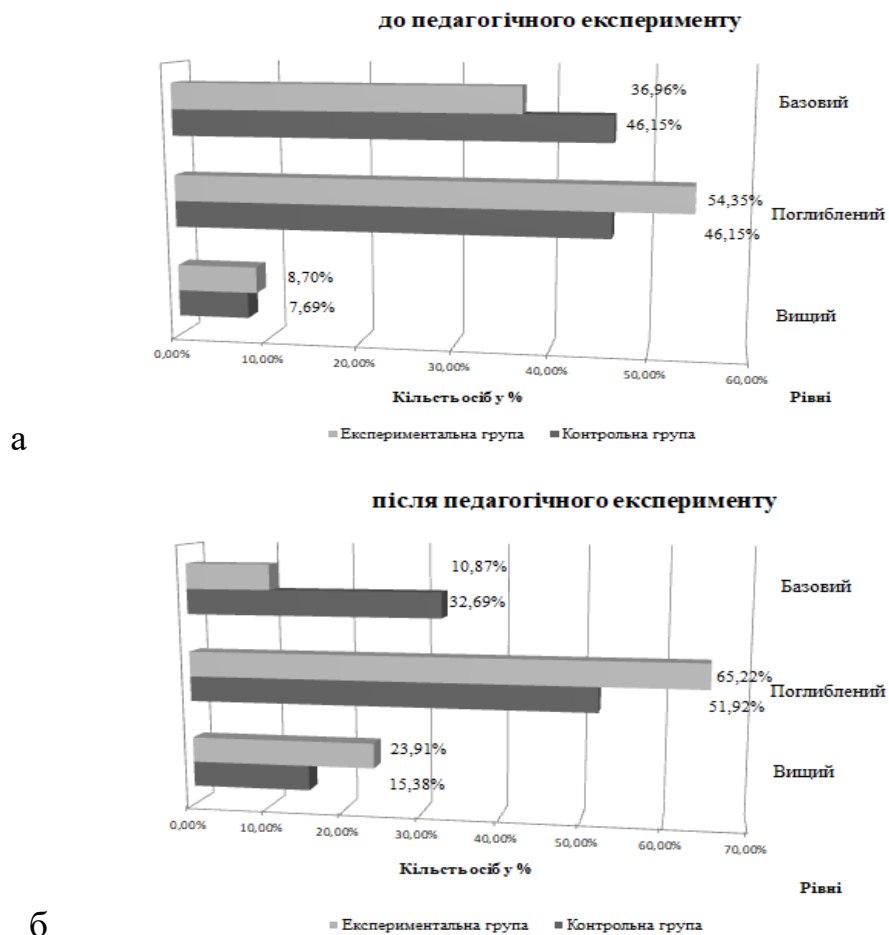 до педагогічного експерименту
36,96%
Базовий
46,15%
54,35%
Поглиблений
46,15%
8,70%
7,69%
Вищий
0,00%
10,00%
20,00%
30,00%
40,00%
50,00%
60,00%
Кільсть осіб у %
Рівні
а
Експериментальна група
Контрольна група
після педагогічного експерименту
10,87%
Базовий
32,69%
65,22%
Поглиблений
51,92%
23,91%
Вищий
15,38%
0,00%
10,00%
20,00%
30,00%
40,00%
50,00%
60,00%
70,00%
Кільсть осіб у %
Рівні
б
Експериментальна група
Контрольна група